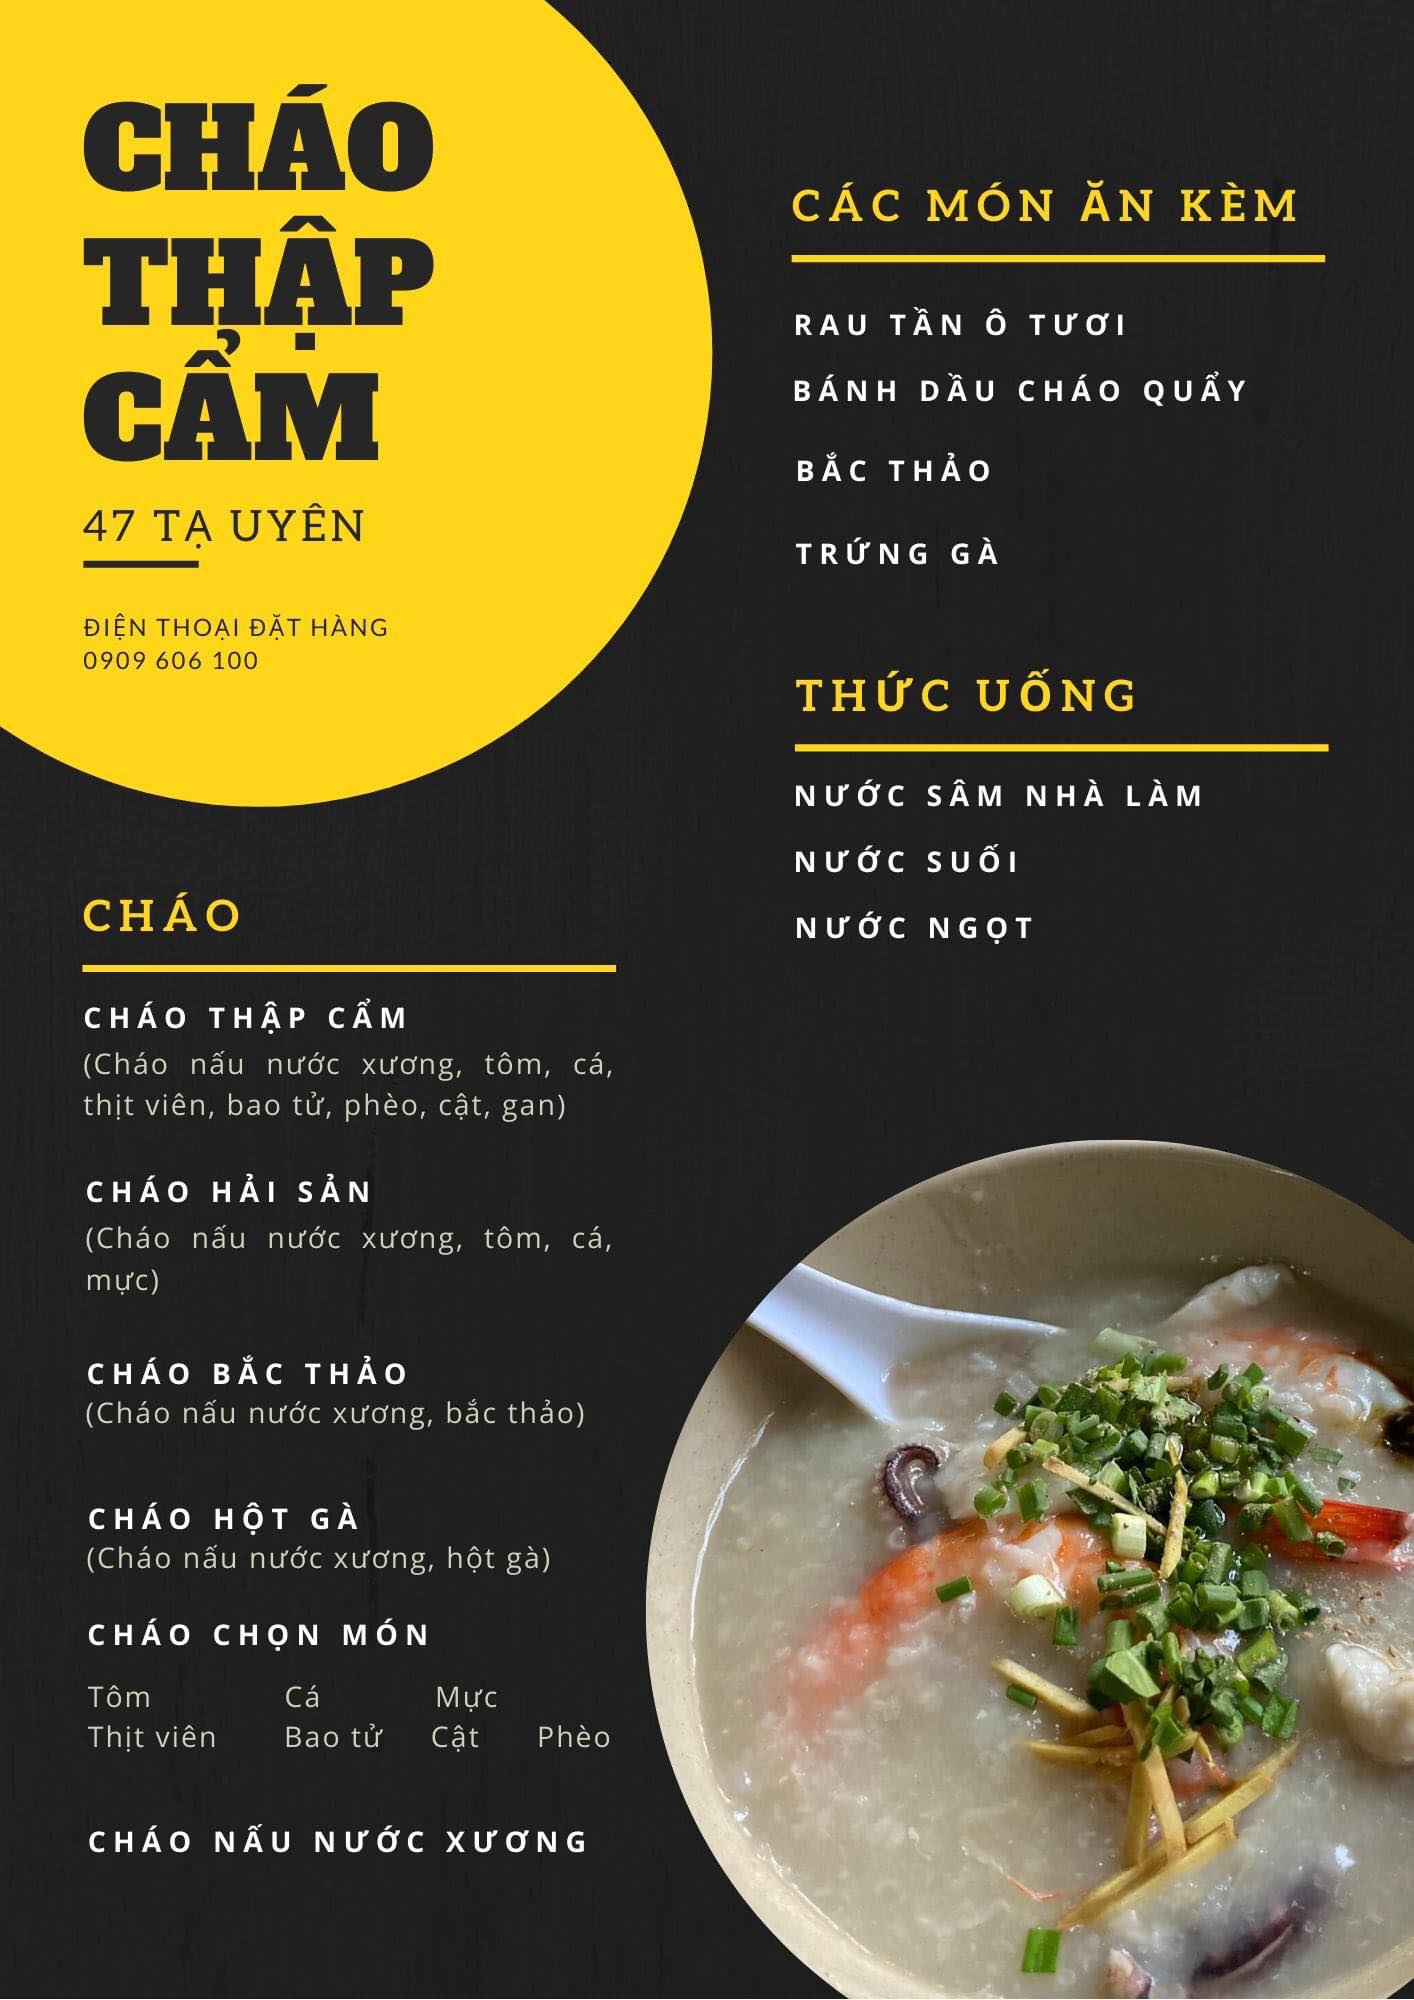 CHÁO
THẬP
CẨM
47 TẠ UYÊN
ĐIỆN THOẠI ĐẶT HÀNG
0909 606 100
CHÁO
CHÁO THẬP CẨM
(Cháo nấu nước xương, tôm, cá,
thịt viên, bao tử, phèo, cật, gan)
CHÁO HẢI SẢN
(Cháo nấu nước xương, tôm, cá,
mực)
CHÁO BẮC THẢO
(Cháo nấu nước xương, bắc thảo)
CHÁO HỘT GÀ
(Cháo nấu nước xương, hột gà)
CHÁO CHỌN MÓN
Tôm Cá Mực
Thịt viên Bao tử Cật Phèo
CHÁO NẤU NƯỚC XƯƠNG
CÁC MÓN ĂN KÈM
RAU TẦN Ô TƯƠI
BÁNH DẦU CHÁO QUẨY
BẮC THẢO
TRỨNG GÀ
THỨC UỐNG
NƯỚC SÂM NHÀ LÀM
NƯỚC SUỐI
NƯỚC NGỌT